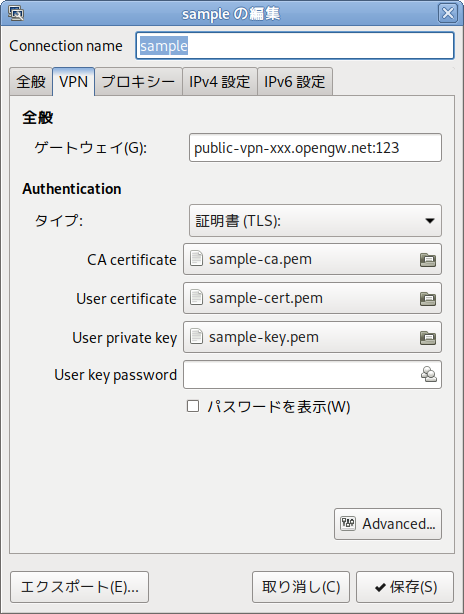 sample の編集
Connection name sample
全般 VPN プロキシー IPv4 設定 IPv6 設定
全般
ゲートウェイ(G): public-vpn-xxx.opengw.net:123
Authentication
タイプ: 証明書 (TLS):
CA certificate sample-ca.pem
User certificate sample-cert.pem
User private key sample-key.pem
User key password
パスワードを表示(W)
Advanced...
エクスポート(E)... 取り消し(C) 保存(S)